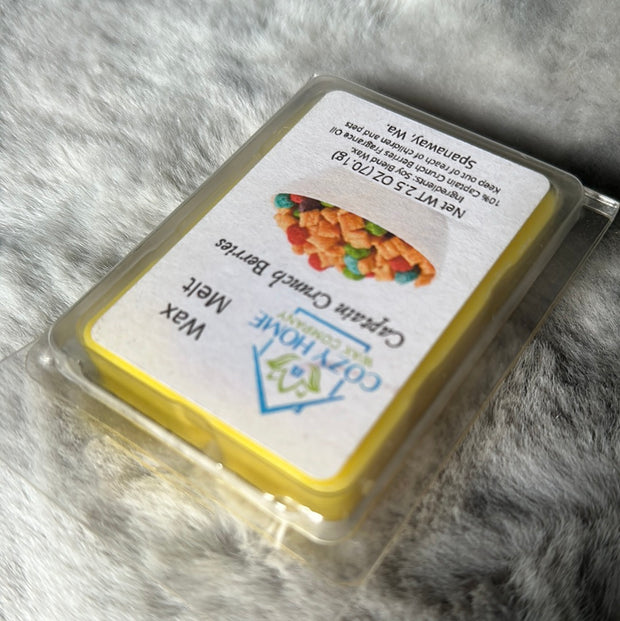 COZY HOME
WAX COMPANY
Wax
Melt
Captain Crunch Berries
Net WT 2.5 OZ (70.1g)
Ingredients: Soy Blend Wax.
10% Captain Crunch Berries Fragrance Oil
Keep out of reach of children and pets
Spanaway, Wa.